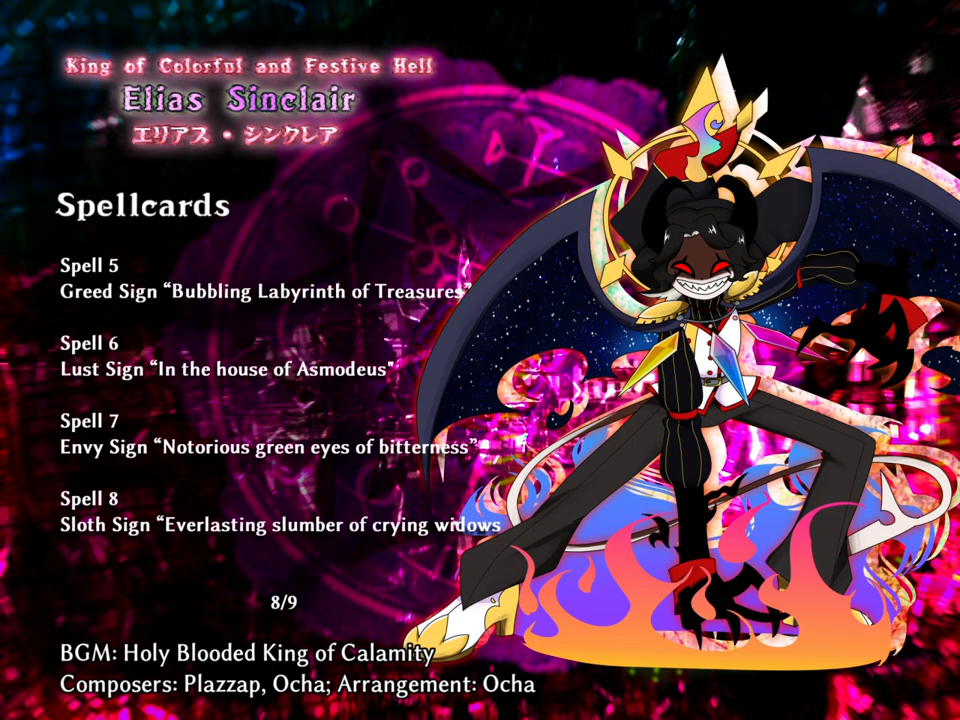 King of Colorful and Festive Hell
Elias Sinclair
エリアス・シンクレア
Spellcards
Spell 5
Greed Sign “Bubbling Labyrinth of Treasures”
Spell 6
Lust Sign “In the house of Asmodeus"
Spell 7
Envy Sign “Notorious green eyes of bitterness”
Spell 8
Sloth Sign “Everlasting slumber of crying widows
8/9
BGM: Holy Blooded King of Calamity
Composers: Plazzap, Ocha; Arrangement: Ocha